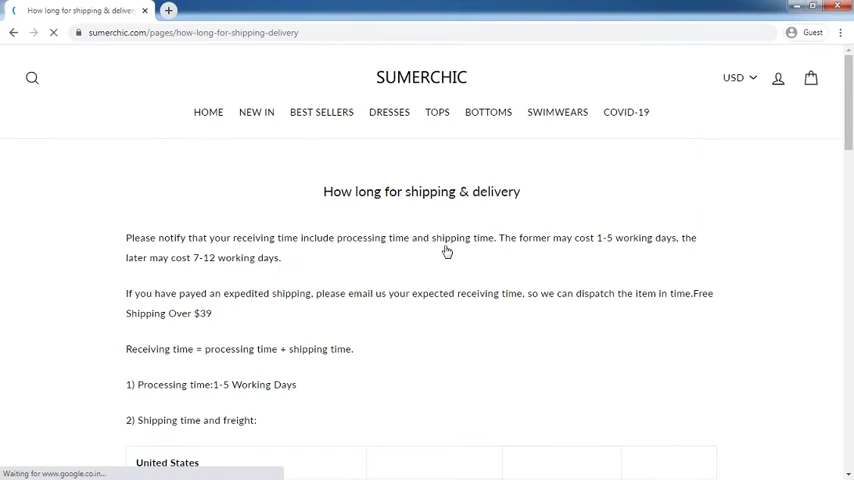 How long for shipping & deliver
sumerchic.com/pages/how-long-for-shipping-delivery
Guest
SUMERCHIC
USD
HOME NEW IN BEST SELLERS DRESSES TOPS BOTTOMS SWIMWEARS COVID-19
How long for shipping & delivery
Please notify that your receiving time include processing time and shipping time. The former may cost 1-5 working days, the
later may cost 7-12 working days.
If you have payed an expedited shipping, please email us your expected receiving time, so we can dispatch the item in time.Free
Shipping Over $39
Receiving time = processing time + shipping time.
1) Processing time:1-5 Working Days
2) Shipping time and freight:
United States
Waiting for www.google.co.in...